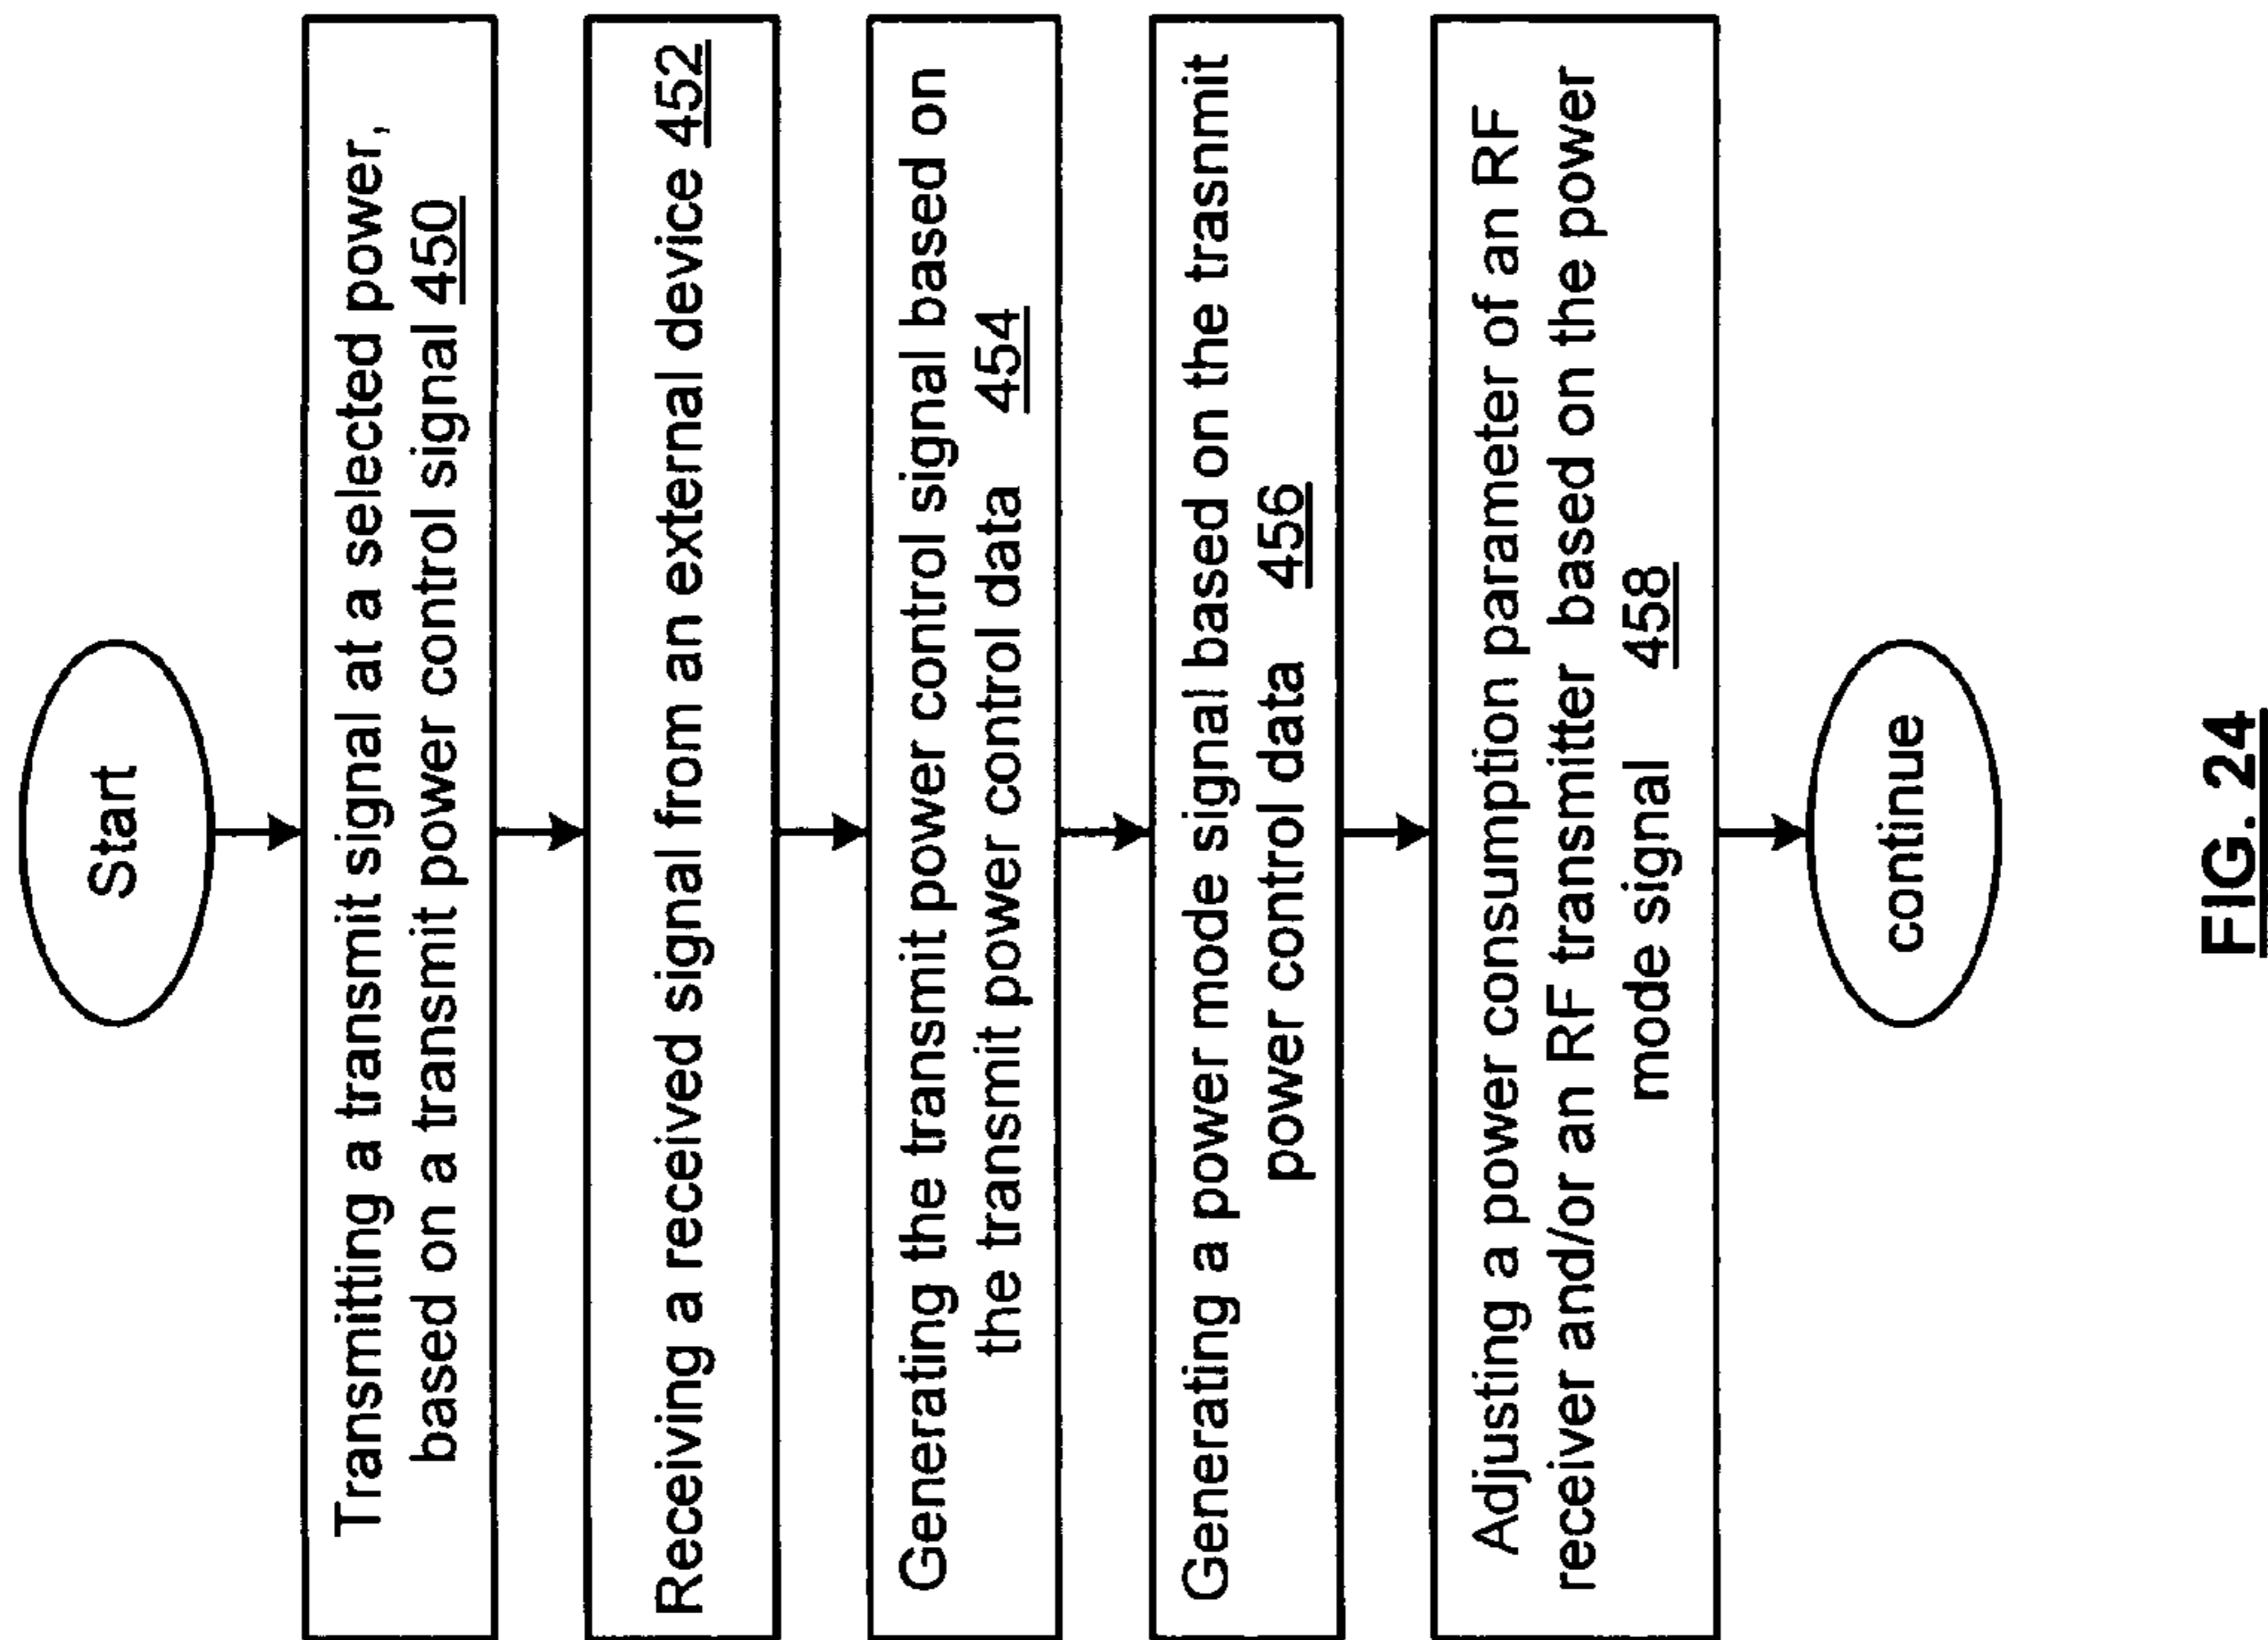 Start
Transmitting a transmit signal at a selected power,
based on a transmit power control signal 450
Receiving a received signal from an external device 452
Generating the transmit power control signal based on
the transmit power control data 454
Generating a power mode signal based on the trasnmit
power control data 456
Adjusting a power consumption parameter of an RF
receiver and/or an RF transmitter based on the power
mode signal 458
continue
FIG. 24